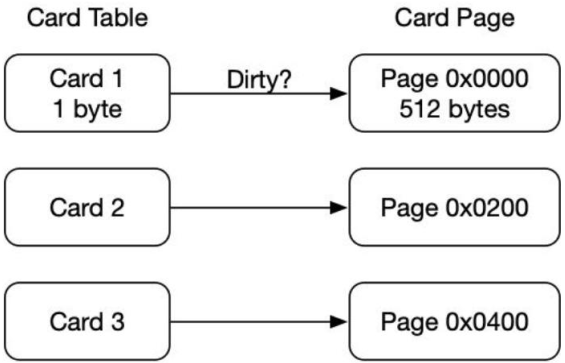 Card Table
Card Page
Card 1
1 byte
Dirty?
Page 0x0000
512 bytes
Card 2
Page 0x0200
Card 3
Page 0x0400